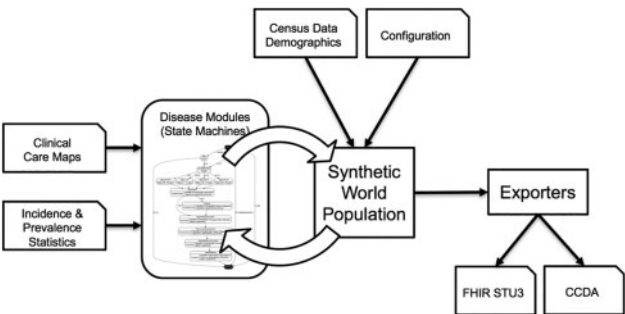 Census Data
Demographics
Configuration
Disease Modules
(State Machines)
Clinical
Care Maps
Incidence &
Prevalence
Statistics
Synthetic
World
Population
Exporters
FHIR STU3
CCDA